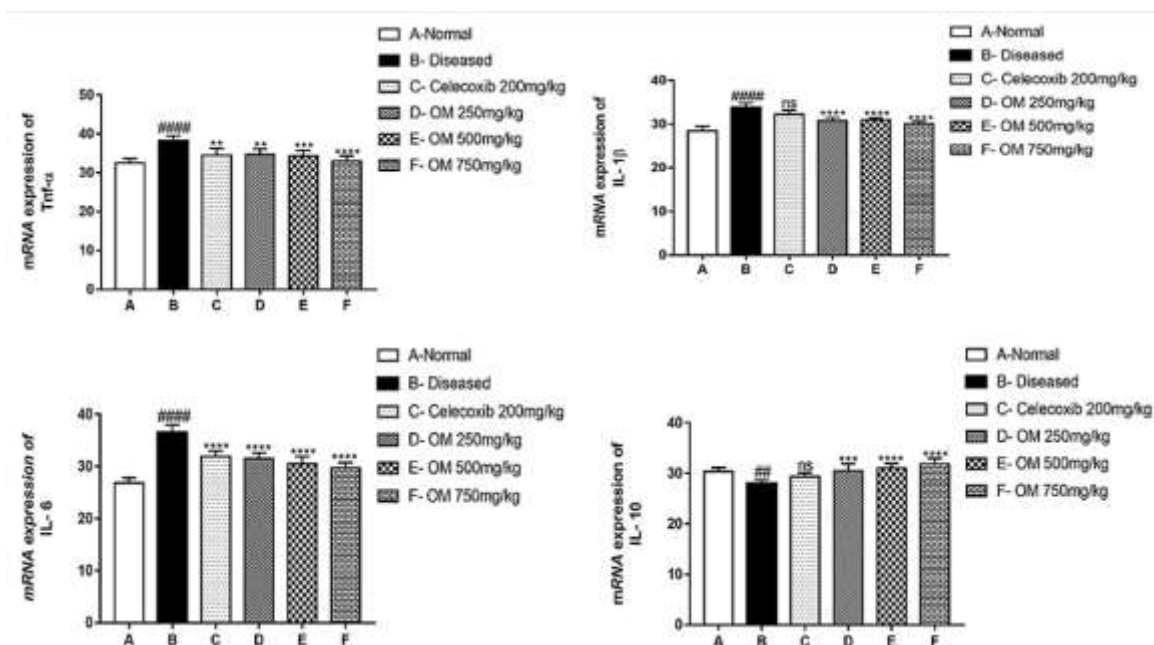 A-Normal
B- Diseased
C- Celecoxib 200mg/kg
D- OM 250mg/kg
E- OM 500mg/kg
F- OM 750mg/kg
mRNA expression of
Tnf-α
50
40
30
20
10
0
####
**
**
***
****
A B C D E F
A-Normal
B- Diseased
C- Celecoxib 200mg/kg
D- OM 250mg/kg
E- OM 500mg/kg
F- OM 750mg/kg
mRNA expression of
IL- 1β
40
30
20
10
0
####
ns
****
****
****
A B C D E F
A-Normal
B- Diseased
C- Celecoxib 200mg/kg
D- OM 250mg/kg
E- OM 500mg/kg
F- OM 750mg/kg
mRNA expression of
IL- 6
40
30
20
10
0
####
****
****
****
****
A B C D E F
A-Normal
B- Diseased
C- Celecoxib 200mg/kg
D- OM 250mg/kg
E- OM 500mg/kg
F- OM 750mg/kg
mRNA expression of
IL- 10
40
30
20
10
0
##
ns
***
****
****
A B C D E F